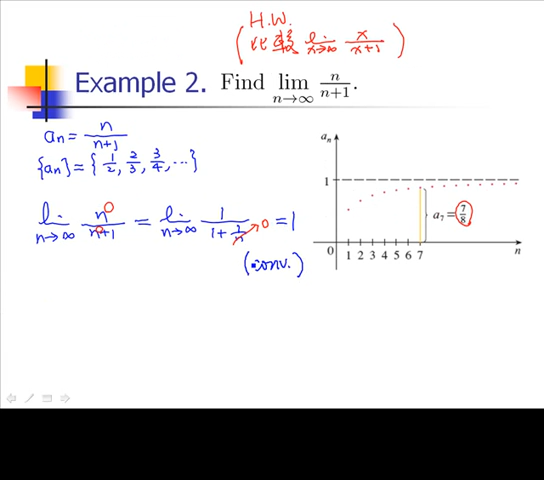 H.W.
(比較 lim x→∞ x/(x+1))
Example 2. Find lim n→∞ n/(n+1).
aₙ = n/(n+1)
{aₙ} = {1/2, 2/3, 3/4, …}
lim n→∞ n/(n+1) = lim n→∞ 1/(1+1/n) → 0 = 1
(conv.)
aₙ
1
a₇ = 7/8
0 1 2 3 4 5 6 7 n